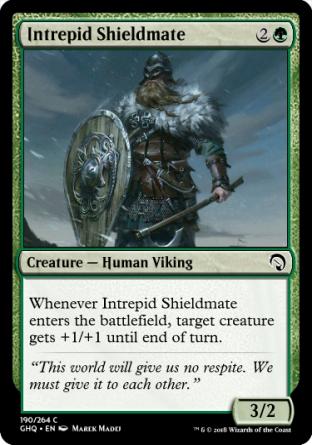 Intrepid Shieldmate 2
Creature — Human Viking
Whenever Intrepid Shieldmate
enters the battlefield, target creature
gets +1/+1 until end of turn.
“This world will give us no respite. We
must give it to each other.”
3/2
190/264 C
GHQ • EN Marek Madej
™ & © 2018 Wizards of the Coast